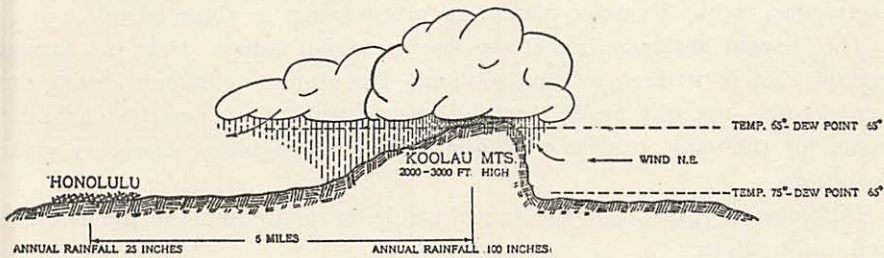 TEMP. 65° - DEW POINT 65°
KOOLAU MTS.
2000-3000 FT. HIGH
WIND N.E.
HONOLULU
TEMP. 75° - DEW POINT 65°
5 MILES
ANNUAL RAINFALL 25 INCHES
ANNUAL RAINFALL 100 INCHES